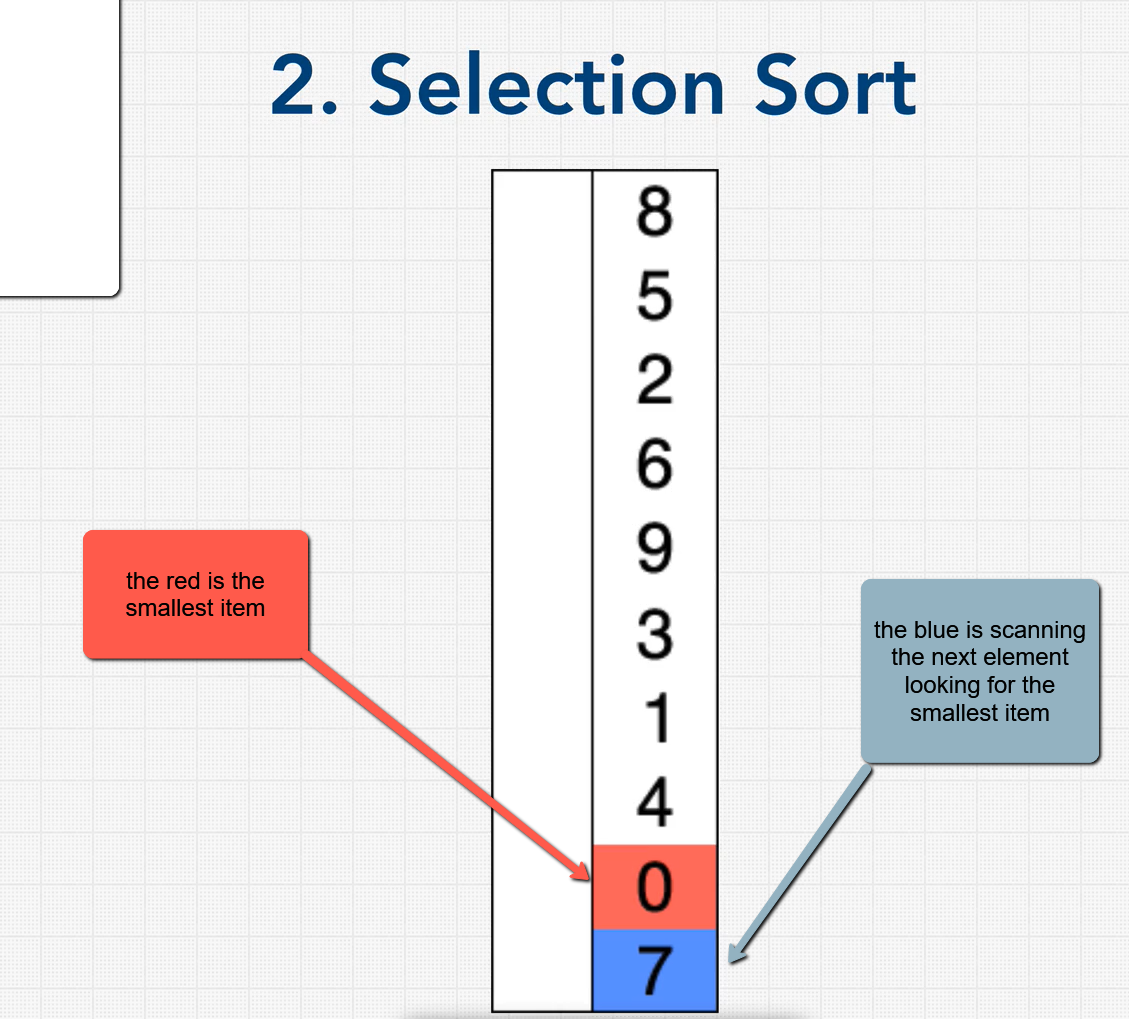 2. Selection Sort
8
5
2
6
9
3
1
4
0
7
the red is the
smallest item
the blue is scanning
the next element
looking for the
smallest item